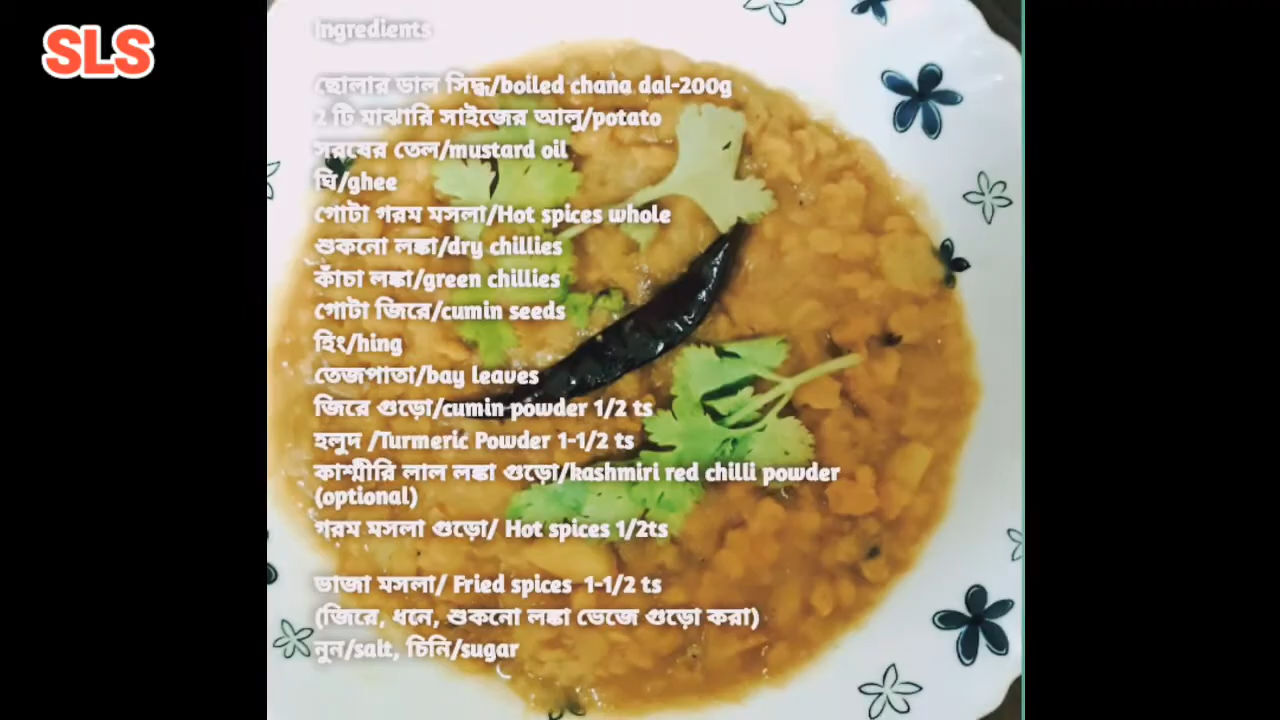 SLS
Ingredients
ছোলার ডাল সিদ্ধ/boiled chana dal-200g
2 টি মাঝারি সাইজের আলু/potato
সরষের তেল/mustard oil
ঘি/ghee
গোটা গরম মসলা/Hot spices whole
শুকনো লঙ্কা/dry chillies
কাঁচা লঙ্কা/green chillies
গোটা জিরে/cumin seeds
হিং/hing
তেজপাতা/bay leaves
জিরে গুড়ো/cumin powder 1/2 ts
হলুদ /Turmeric Powder 1-1/2 ts
কাশ্মীরি লাল লঙ্কা গুড়ো/kashmiri red chilli powder
(optional)
গরম মসলা গুড়ো/ Hot spices 1/2ts
ভাজা মসলা/ Fried spices 1-1/2 ts
(জিরে, ধনে, শুকনো লঙ্কা ভেজে গুড়ো করা)
নুন/salt, চিনি/sugar